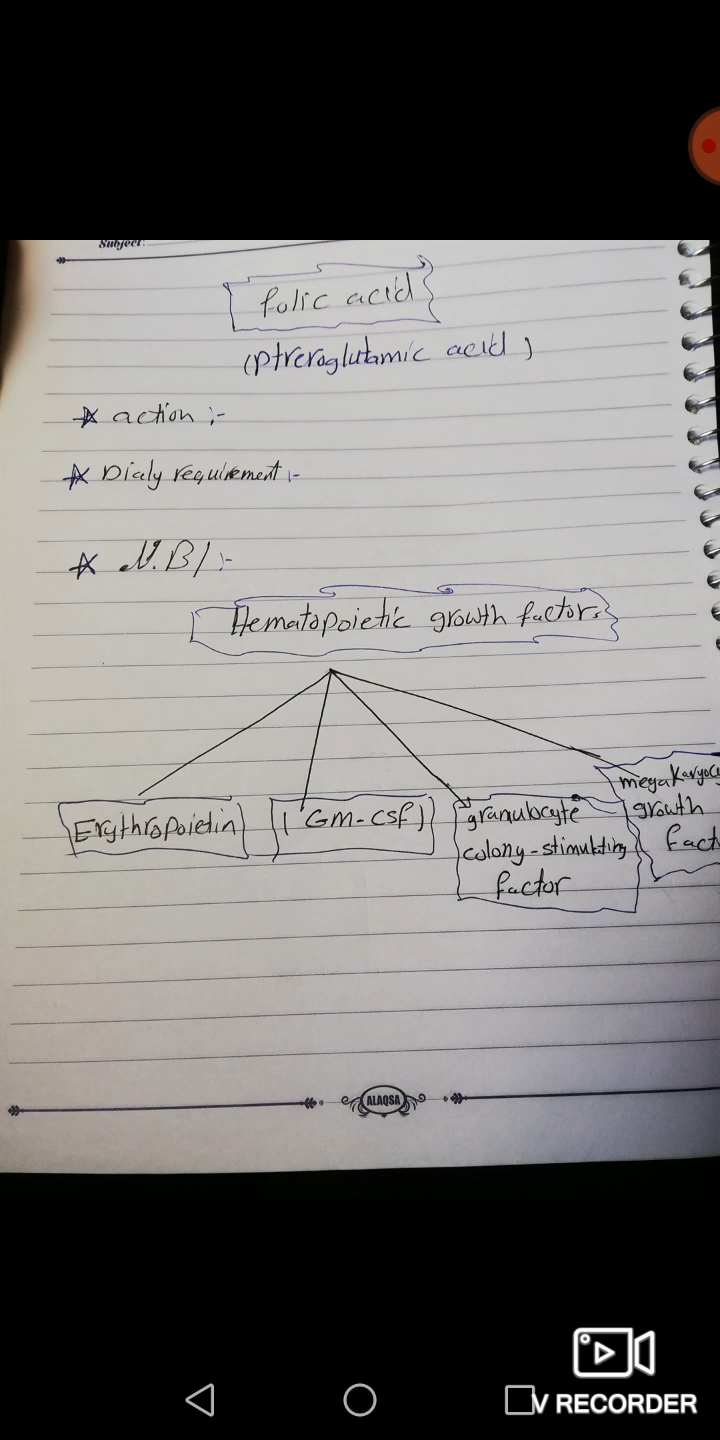 Subject:
folic acid
(Ptreroglutamic acid)
* action :-
* Dialy requirement :-
* N.B/ :-
Hematopoietic growth factors
Erythropoietin
(GM-CSF)
granulocyte
colony-stimulating
factor
growth
ALAQSA
V RECORDER